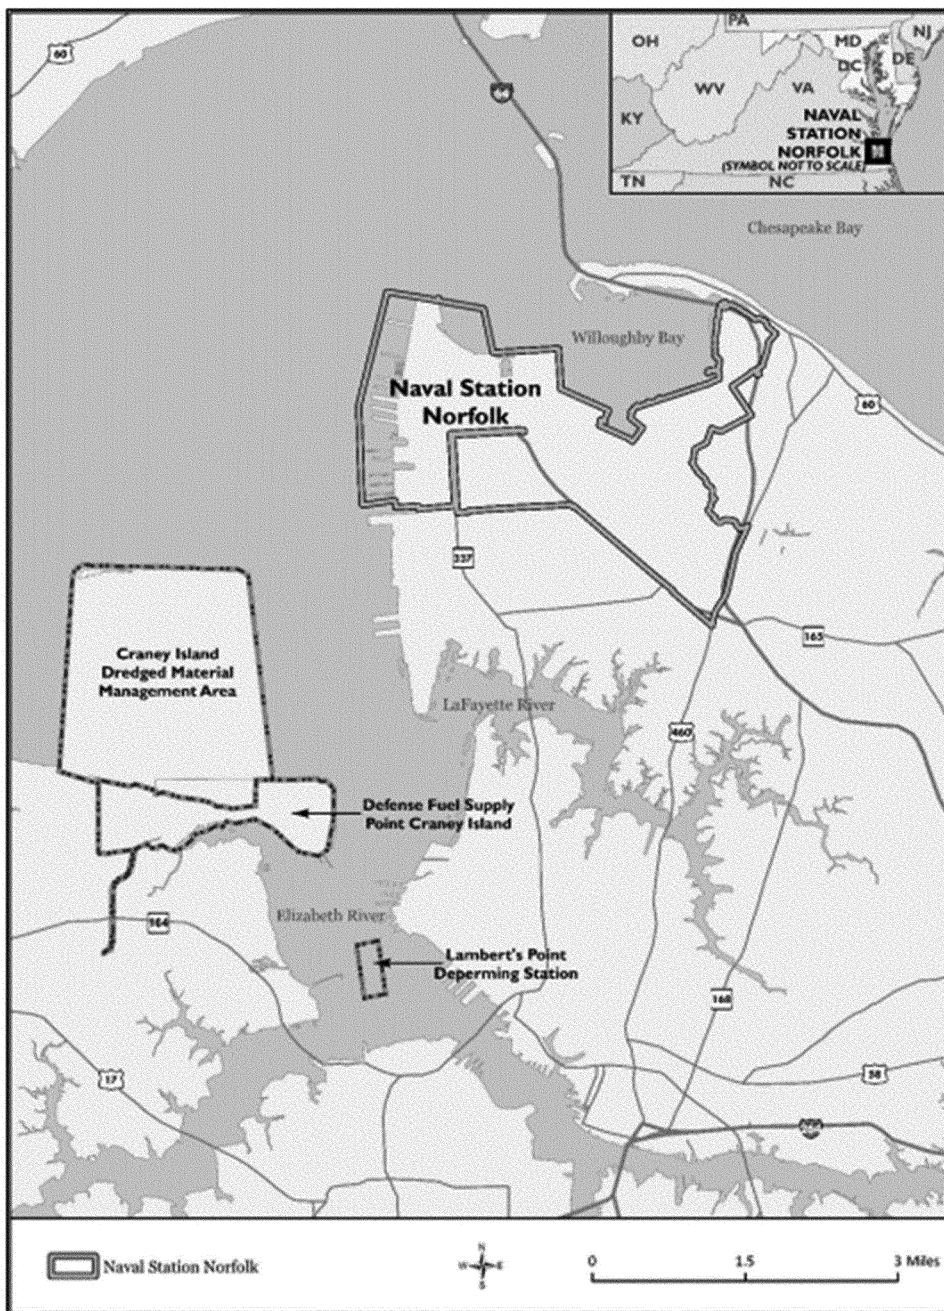 60
64
PA
OH
MD
NJ
DC
DE
WV
VA
KY
NAVAL
STATION
NORFOLK
(SYMBOL NOT TO SCALE)
TN
NC
Chesapeake Bay
Willoughby Bay
Naval Station
Norfolk
60
337
165
Craney Island
Dredged Material
Management Area
LaFayette River
460
Defense Fuel Supply
Point Craney Island
Elizabeth River
164
Lambert's Point
Deperming Station
168
17
58
Naval Station Norfolk
N
W
E
S
0
1.5
3 Miles